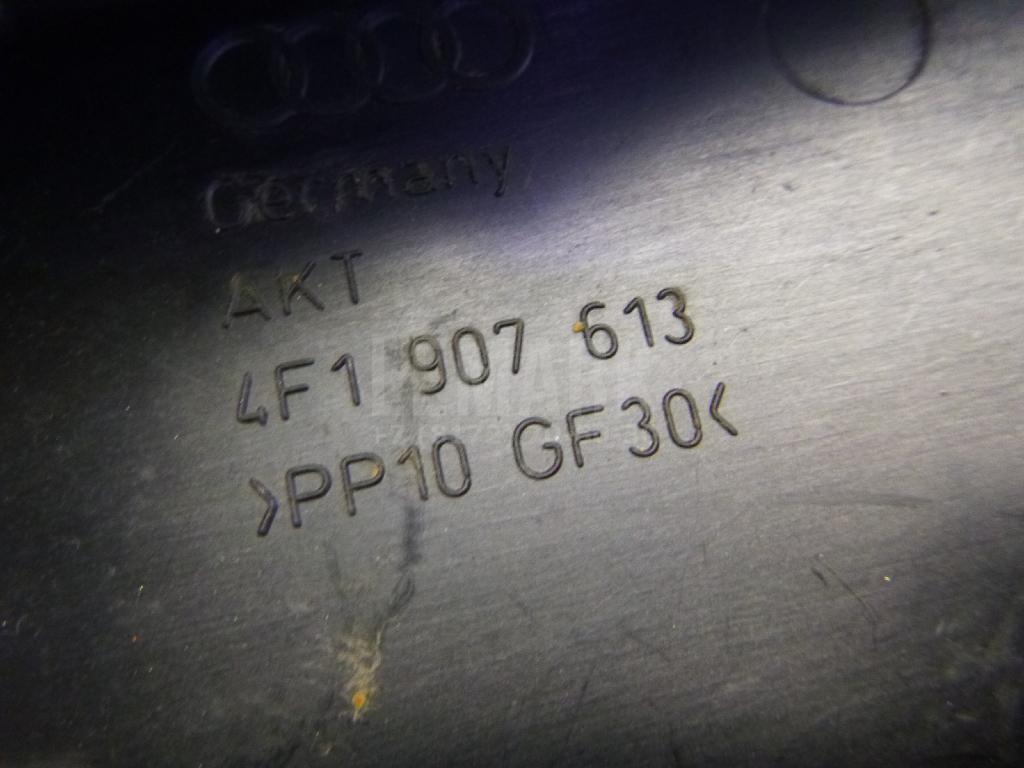 Germany
AKT
4F1 907 613
>PP10 GF30<